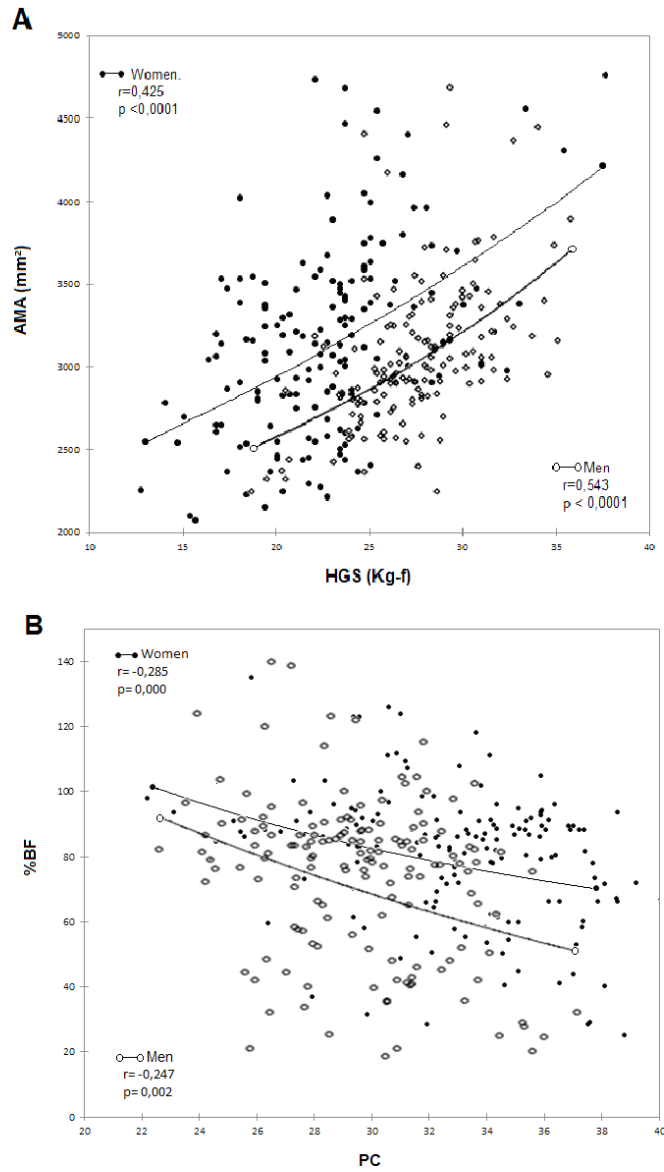 A
5000
4500
4000
3500
3000
2500
2000
AMA (mm²)
Women.
r=0,425
p <0,0001
Men
r=0,543
p < 0,0001
10 15 20 25 30 35 40
HGS (Kg-f)
B
140
120
100
80
60
40
20
0
%BF
Women
r= -0,285
p= 0,000
Men
r= -0,247
p= 0,002
20 22 24 26 28 30 32 34 36 38 40
PC